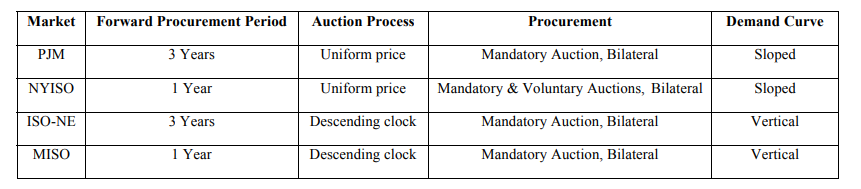 Market Forward Procurement Period Auction Process Procurement Demand Curve
PJM 3 Years Uniform price Mandatory Auction, Bilateral Sloped
NYISO 1 Year Uniform price Mandatory & Voluntary Auctions, Bilateral Sloped
ISO-NE 3 Years Descending clock Mandatory Auction, Bilateral Vertical
MISO 1 Year Descending clock Mandatory Auction, Bilateral Vertical